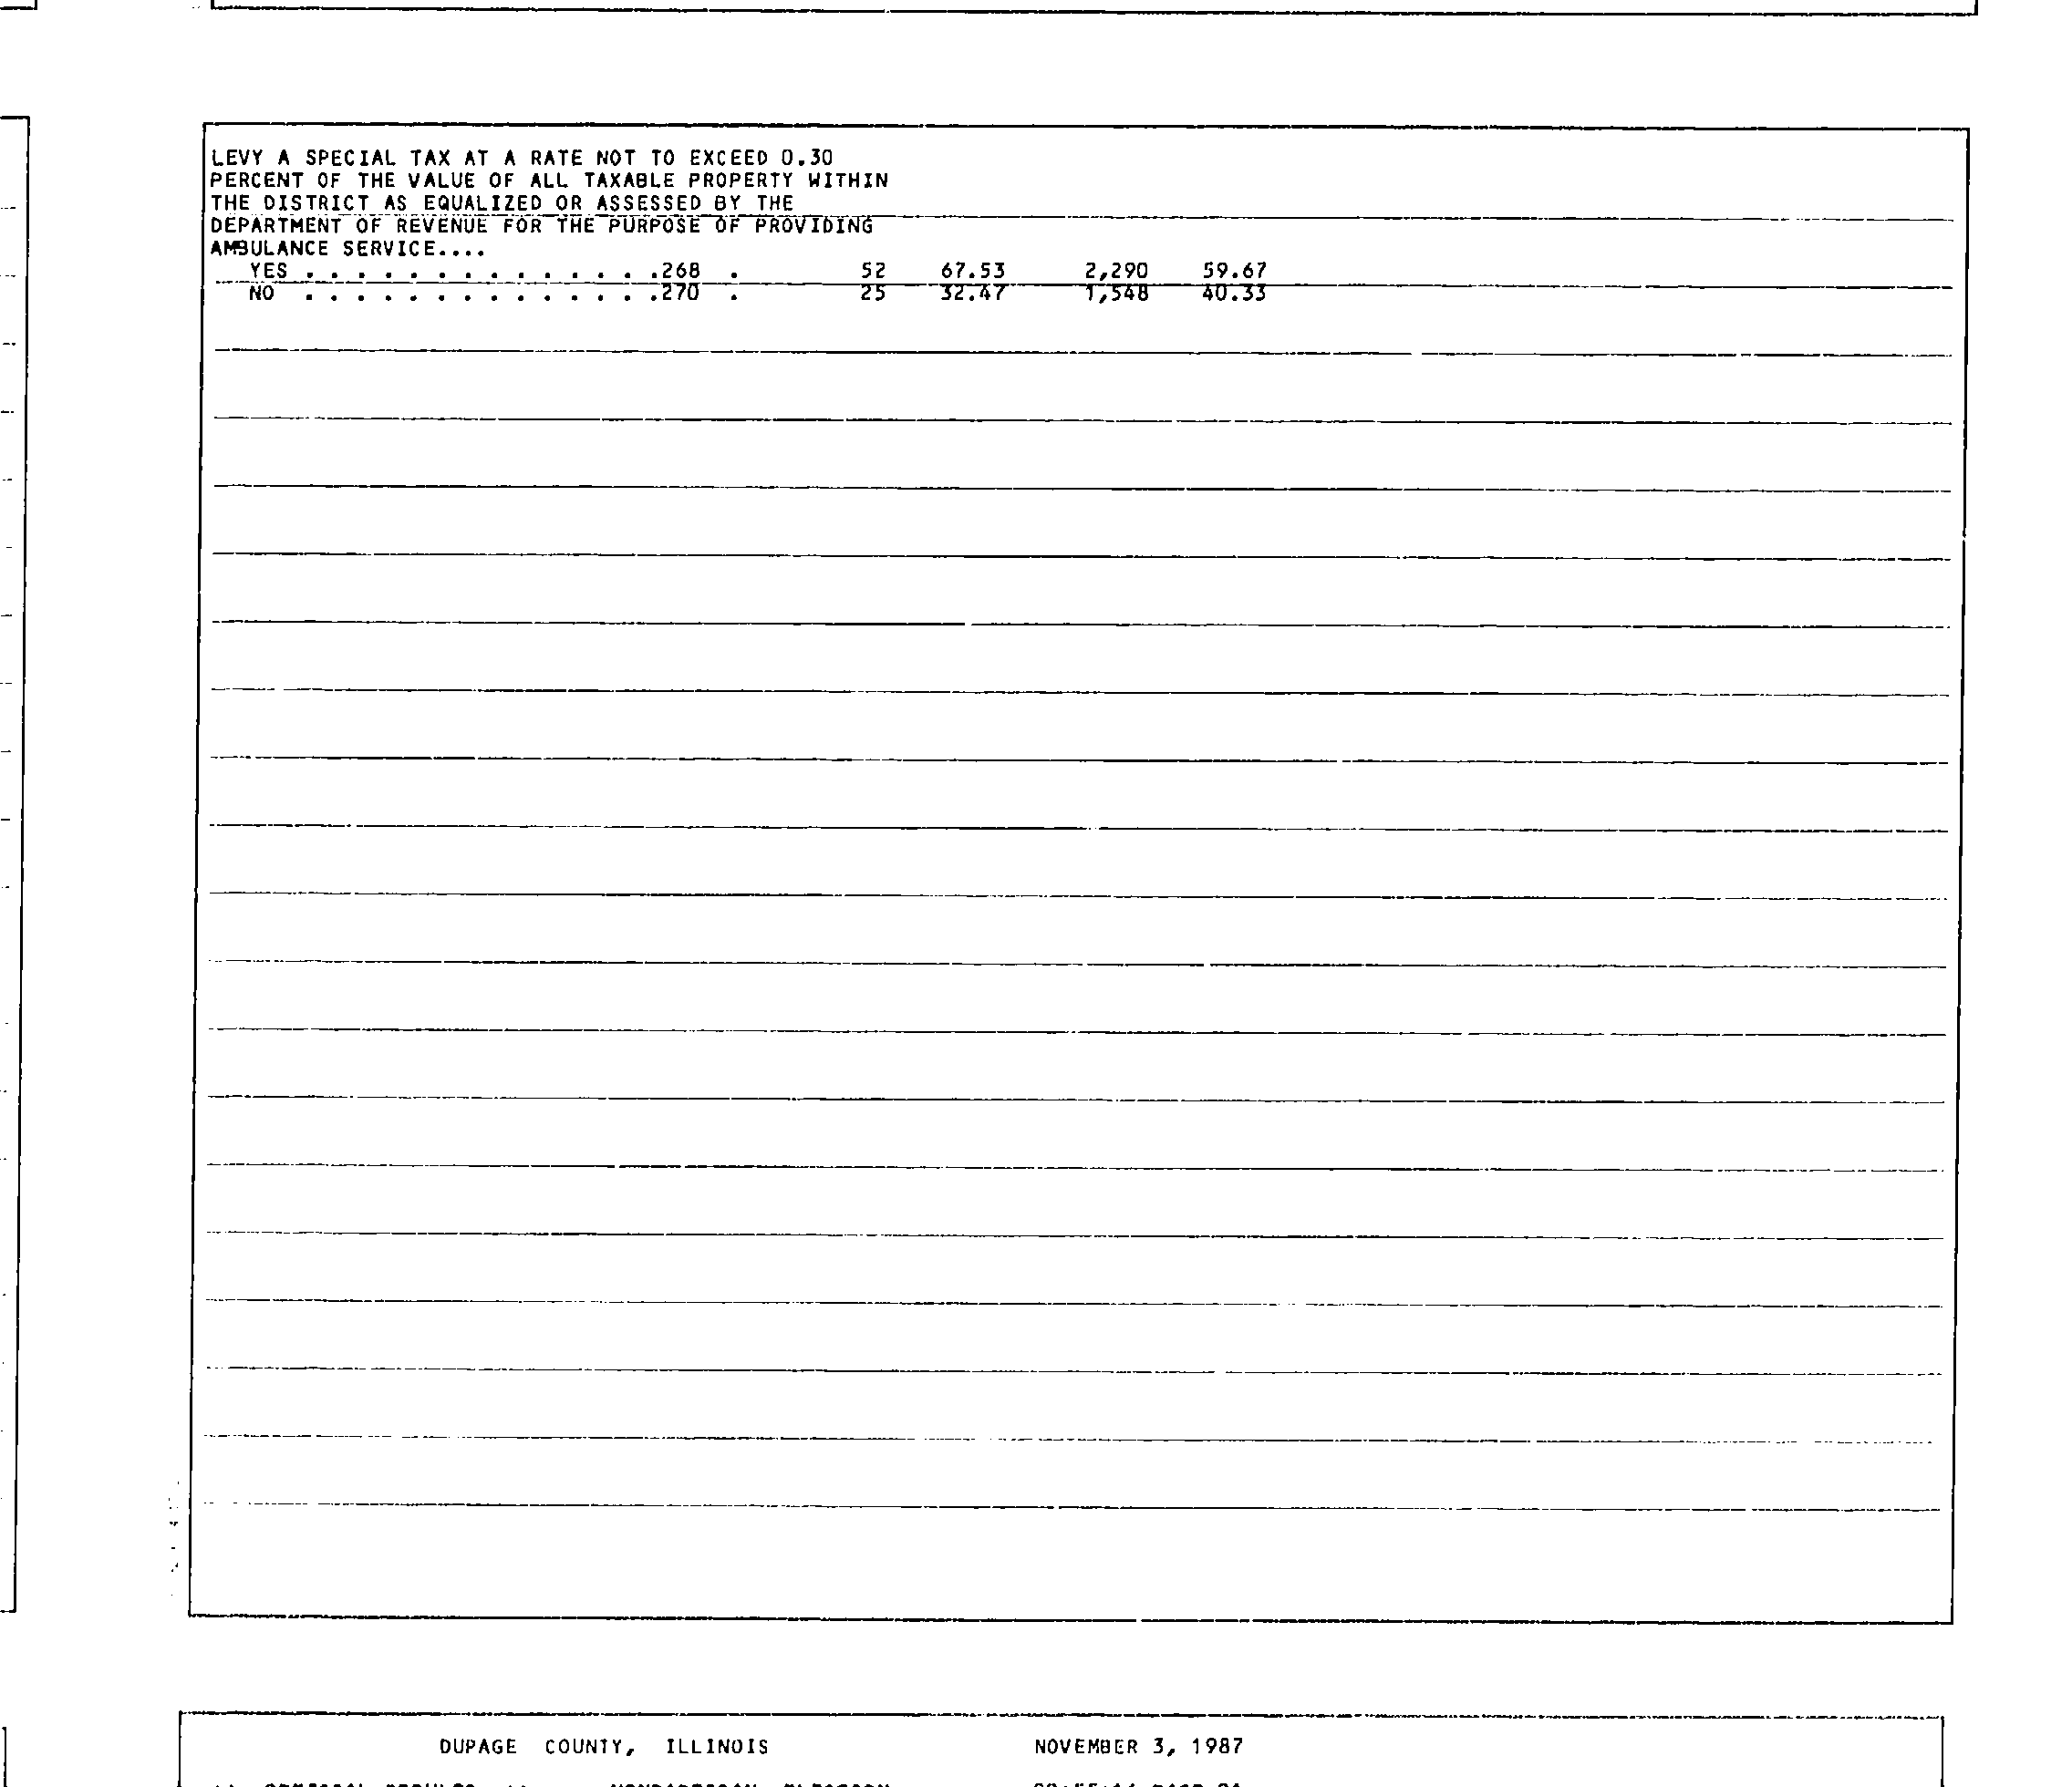 LEVY A SPECIAL TAX AT A RATE NOT TO EXCEED 0.30
PERCENT OF THE VALUE OF ALL TAXABLE PROPERTY WITHIN
THE DISTRICT AS EQUALIZED OR ASSESSED BY THE
DEPARTMENT OF REVENUE FOR THE PURPOSE OF PROVIDING
AMBULANCE SERVICE....
YES . . . . . . . . . . . . . .268 . 52 67.53 2,290 59.67
NO . . . . . . . . . . . . . .270 . 25 32.47 1,548 40.33
DUPAGE COUNTY, ILLINOIS NOVEMBER 3, 1987